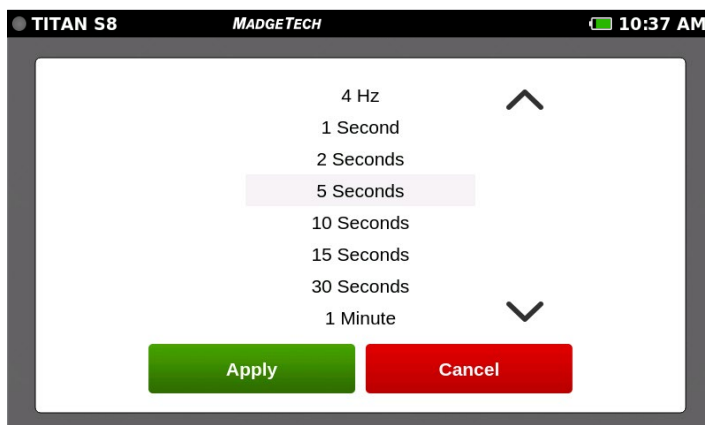 TITAN S8 MADGETECH 10:37 AM
4 Hz
1 Second
2 Seconds
5 Seconds
10 Seconds
15 Seconds
30 Seconds
1 Minute
Apply Cancel